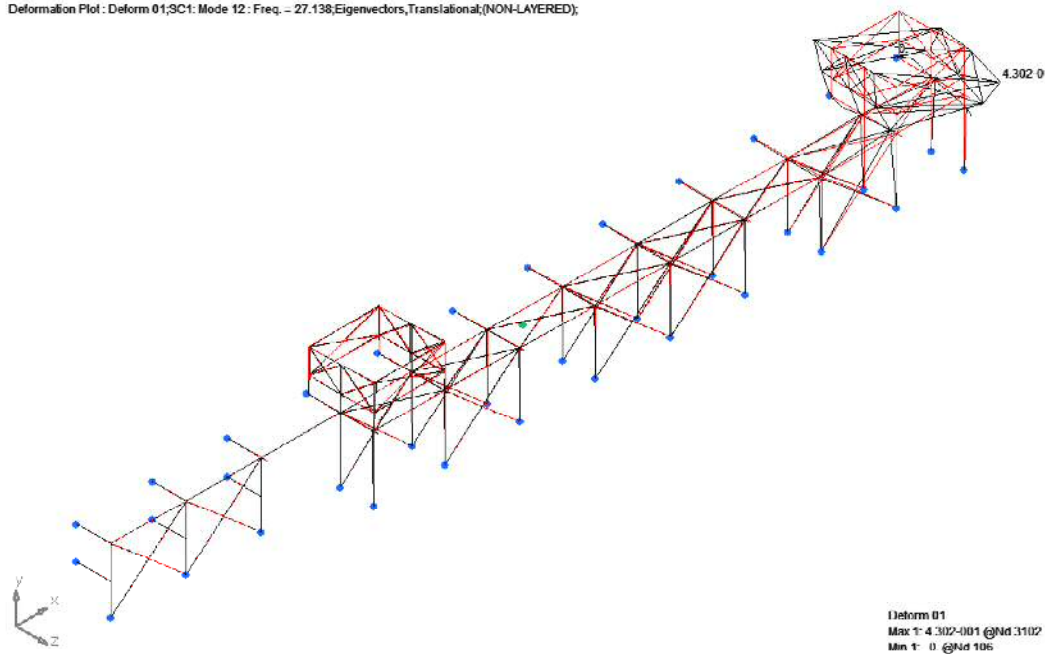 Deformation Plot : Deform 01;SC1: Mode 12 : Freq. = 27.138;Eigenvectors,Translational;(NON-LAYERED);
4.302-0
y
x
z
Deform 01
Max 1: 4.302-001 @Nd 3102
Min 1: 0. @Nd 106